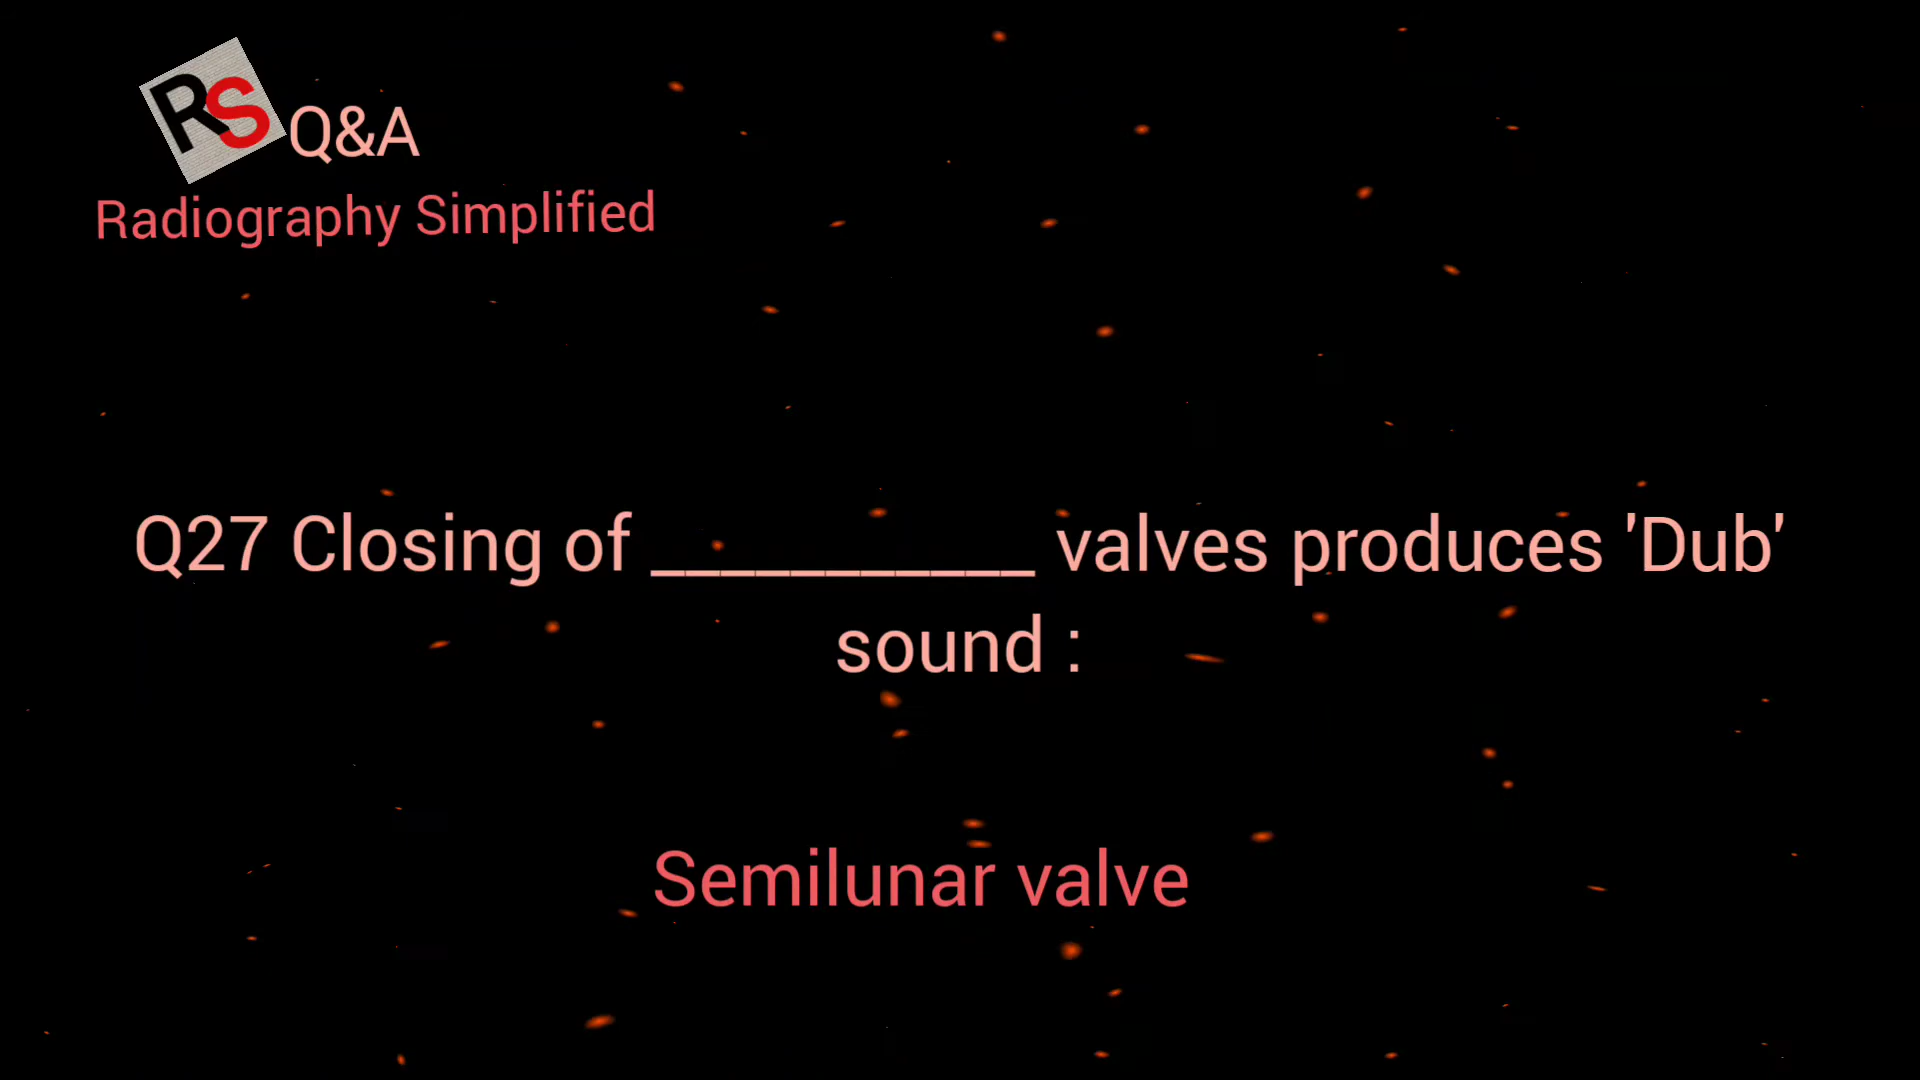 RS Q&A
Radiography Simplified
Q27 Closing of ___________ valves produces 'Dub'
sound :
Semilunar valve